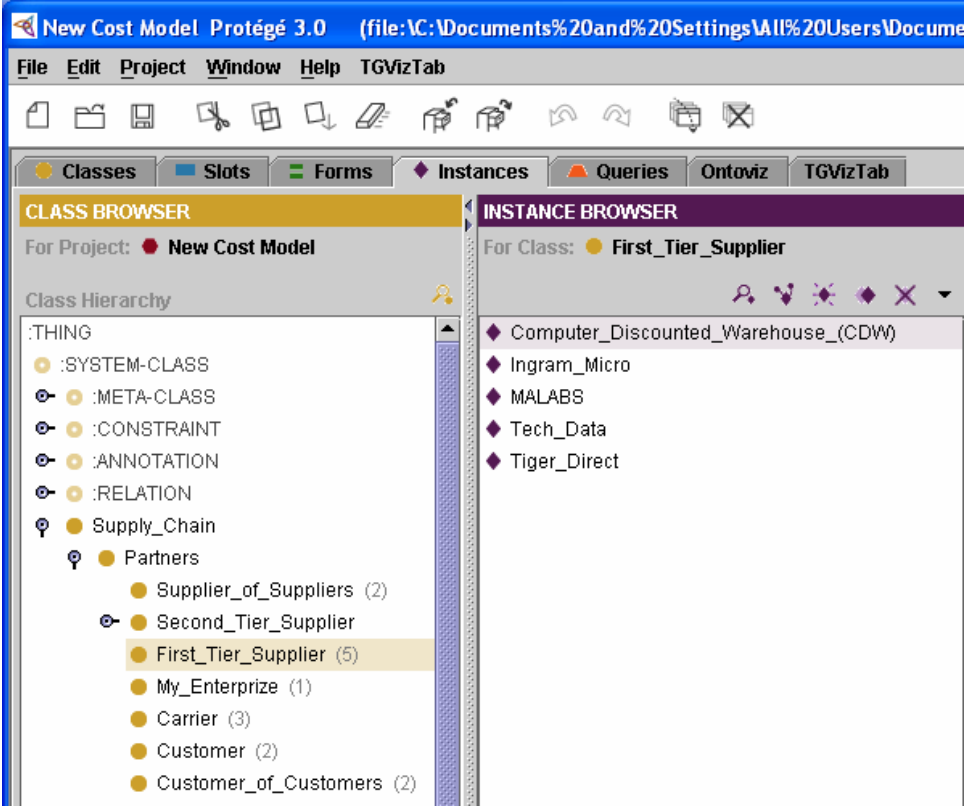 New Cost Model Protégé 3.0 (file:\C:\Documents%20and%20Settings\All%20Users\Docume
File Edit Project Window Help TGVizTab
Classes Slots Forms Instances Queries Ontoviz TGVizTab
CLASS BROWSER
For Project: New Cost Model
Class Hierarchy
:THING
:SYSTEM-CLASS
:META-CLASS
:CONSTRAINT
:ANNOTATION
:RELATION
Supply_Chain
Partners
Supplier_of_Suppliers (2)
Second_Tier_Supplier
First_Tier_Supplier (5)
My_Enterprize (1)
Carrier (3)
Customer (2)
Customer_of_Customers (2)
INSTANCE BROWSER
For Class: First_Tier_Supplier
Computer_Discounted_Warehouse_(CDW)
Ingram_Micro
MALABS
Tech_Data
Tiger_Direct